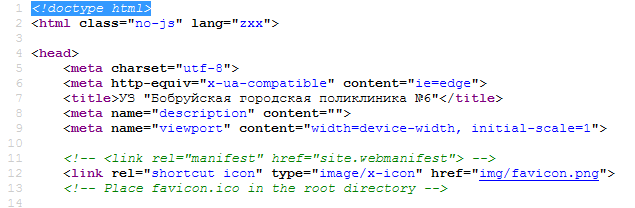 1 <!doctype html>
2 <html class="no-js" lang="zxx">
3
4 <head>
5 <meta charset="utf-8">
6 <meta http-equiv="x-ua-compatible" content="ie=edge">
7 <title>УЗ "Бобруйская городская поликлиника №6"</title>
8 <meta name="description" content="">
9 <meta name="viewport" content="width=device-width, initial-scale=1">
10
11 <!-- <link rel="manifest" href="site.webmanifest"> -->
12 <link rel="shortcut icon" type="image/x-icon" href="img/favicon.png">
13 <!-- Place favicon.ico in the root directory -->
14